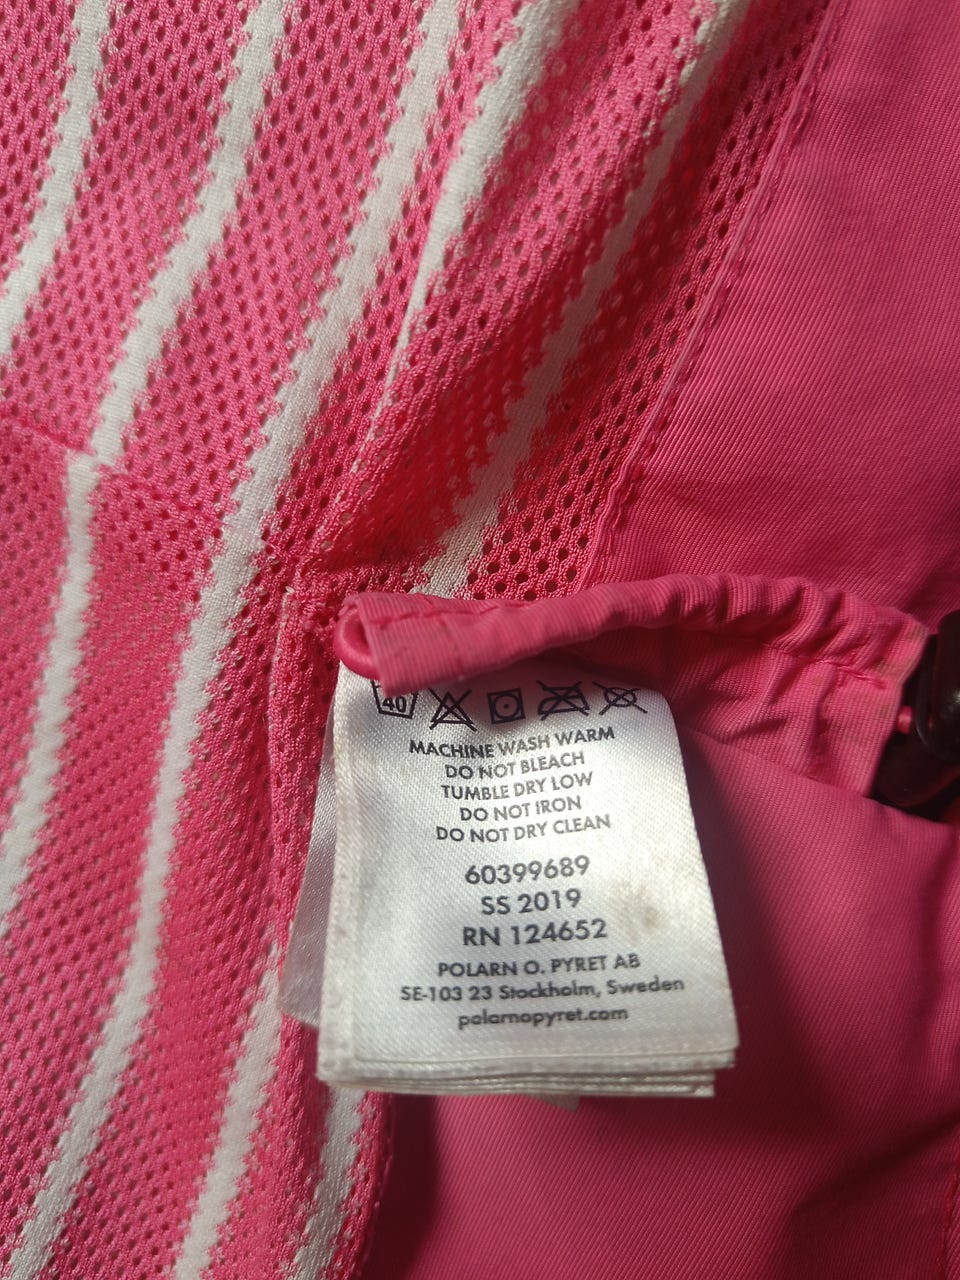 40
MACHINE WASH WARM
DO NOT BLEACH
TUMBLE DRY LOW
DO NOT IRON
DO NOT DRY CLEAN
60399689
SS 2019
RN 124652
POLARN O. PYRET AB
SE-103 23 Stockholm, Sweden
polarnopyret.com